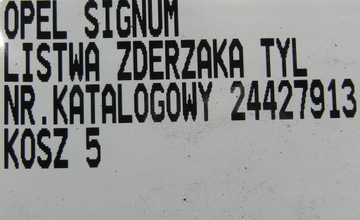 OPEL SIGNUM
LISTWA ZDERZAKA TYL
NR.KATALOGOWY 24427913
KOSZ 5